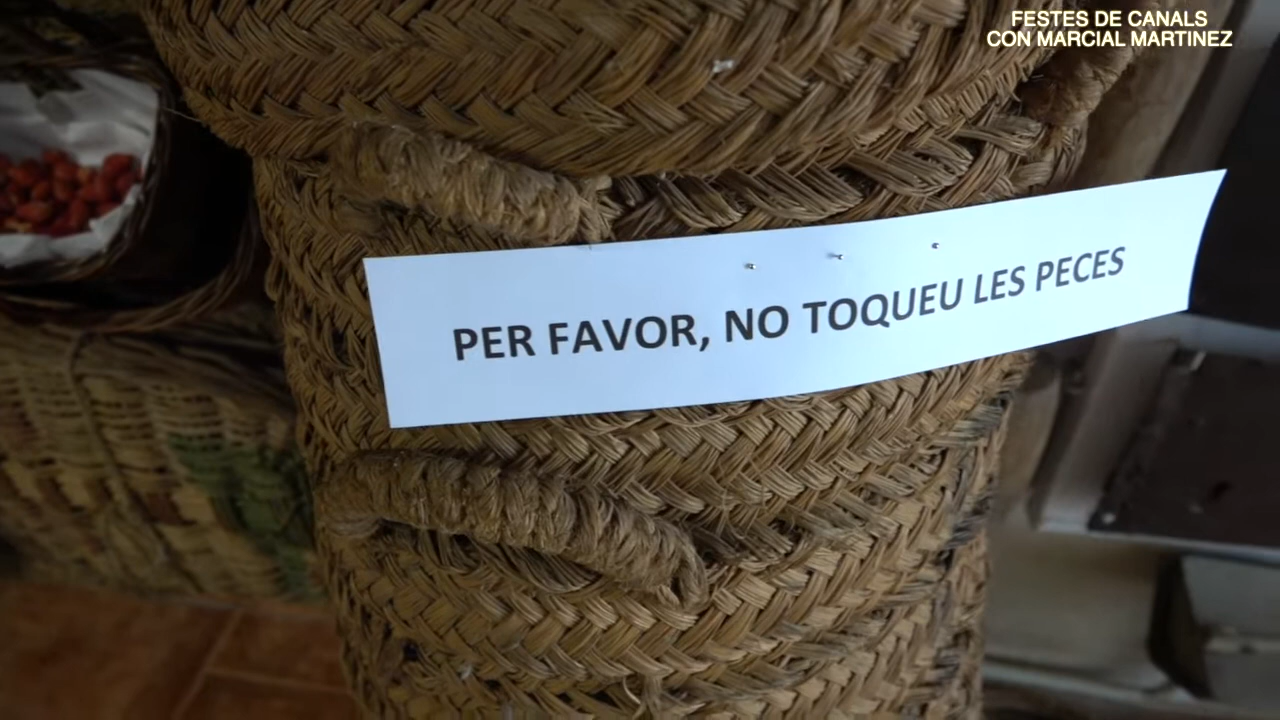 FESTES DE CANALS
CON MARCIAL MARTINEZ
PER FAVOR, NO TOQUEU LES PECES